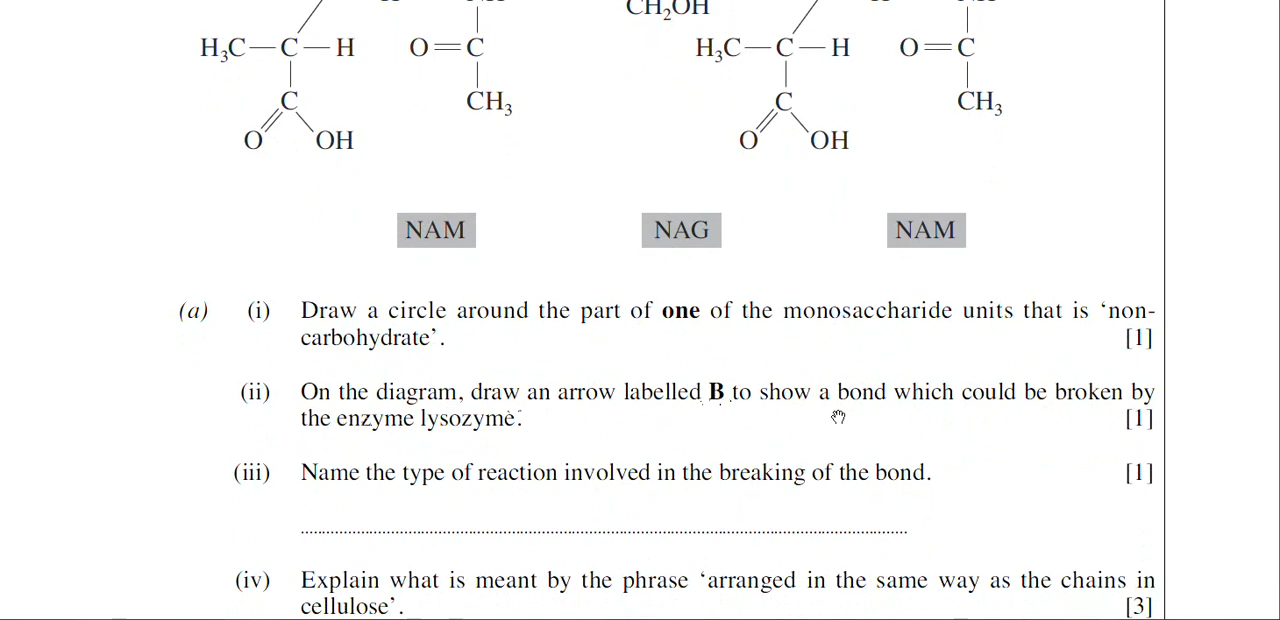 CH₂OH
H₃C—C—H O=C H₃C—C—H O=C
C CH₃ C CH₃
O OH O OH
NAM NAG NAM
(a) (i) Draw a circle around the part of one of the monosaccharide units that is ‘non-
carbohydrate’. [1]
(ii) On the diagram, draw an arrow labelled B to show a bond which could be broken by
the enzyme lysozyme. [1]
(iii) Name the type of reaction involved in the breaking of the bond. [1]
(iv) Explain what is meant by the phrase ‘arranged in the same way as the chains in
cellulose’. [3]